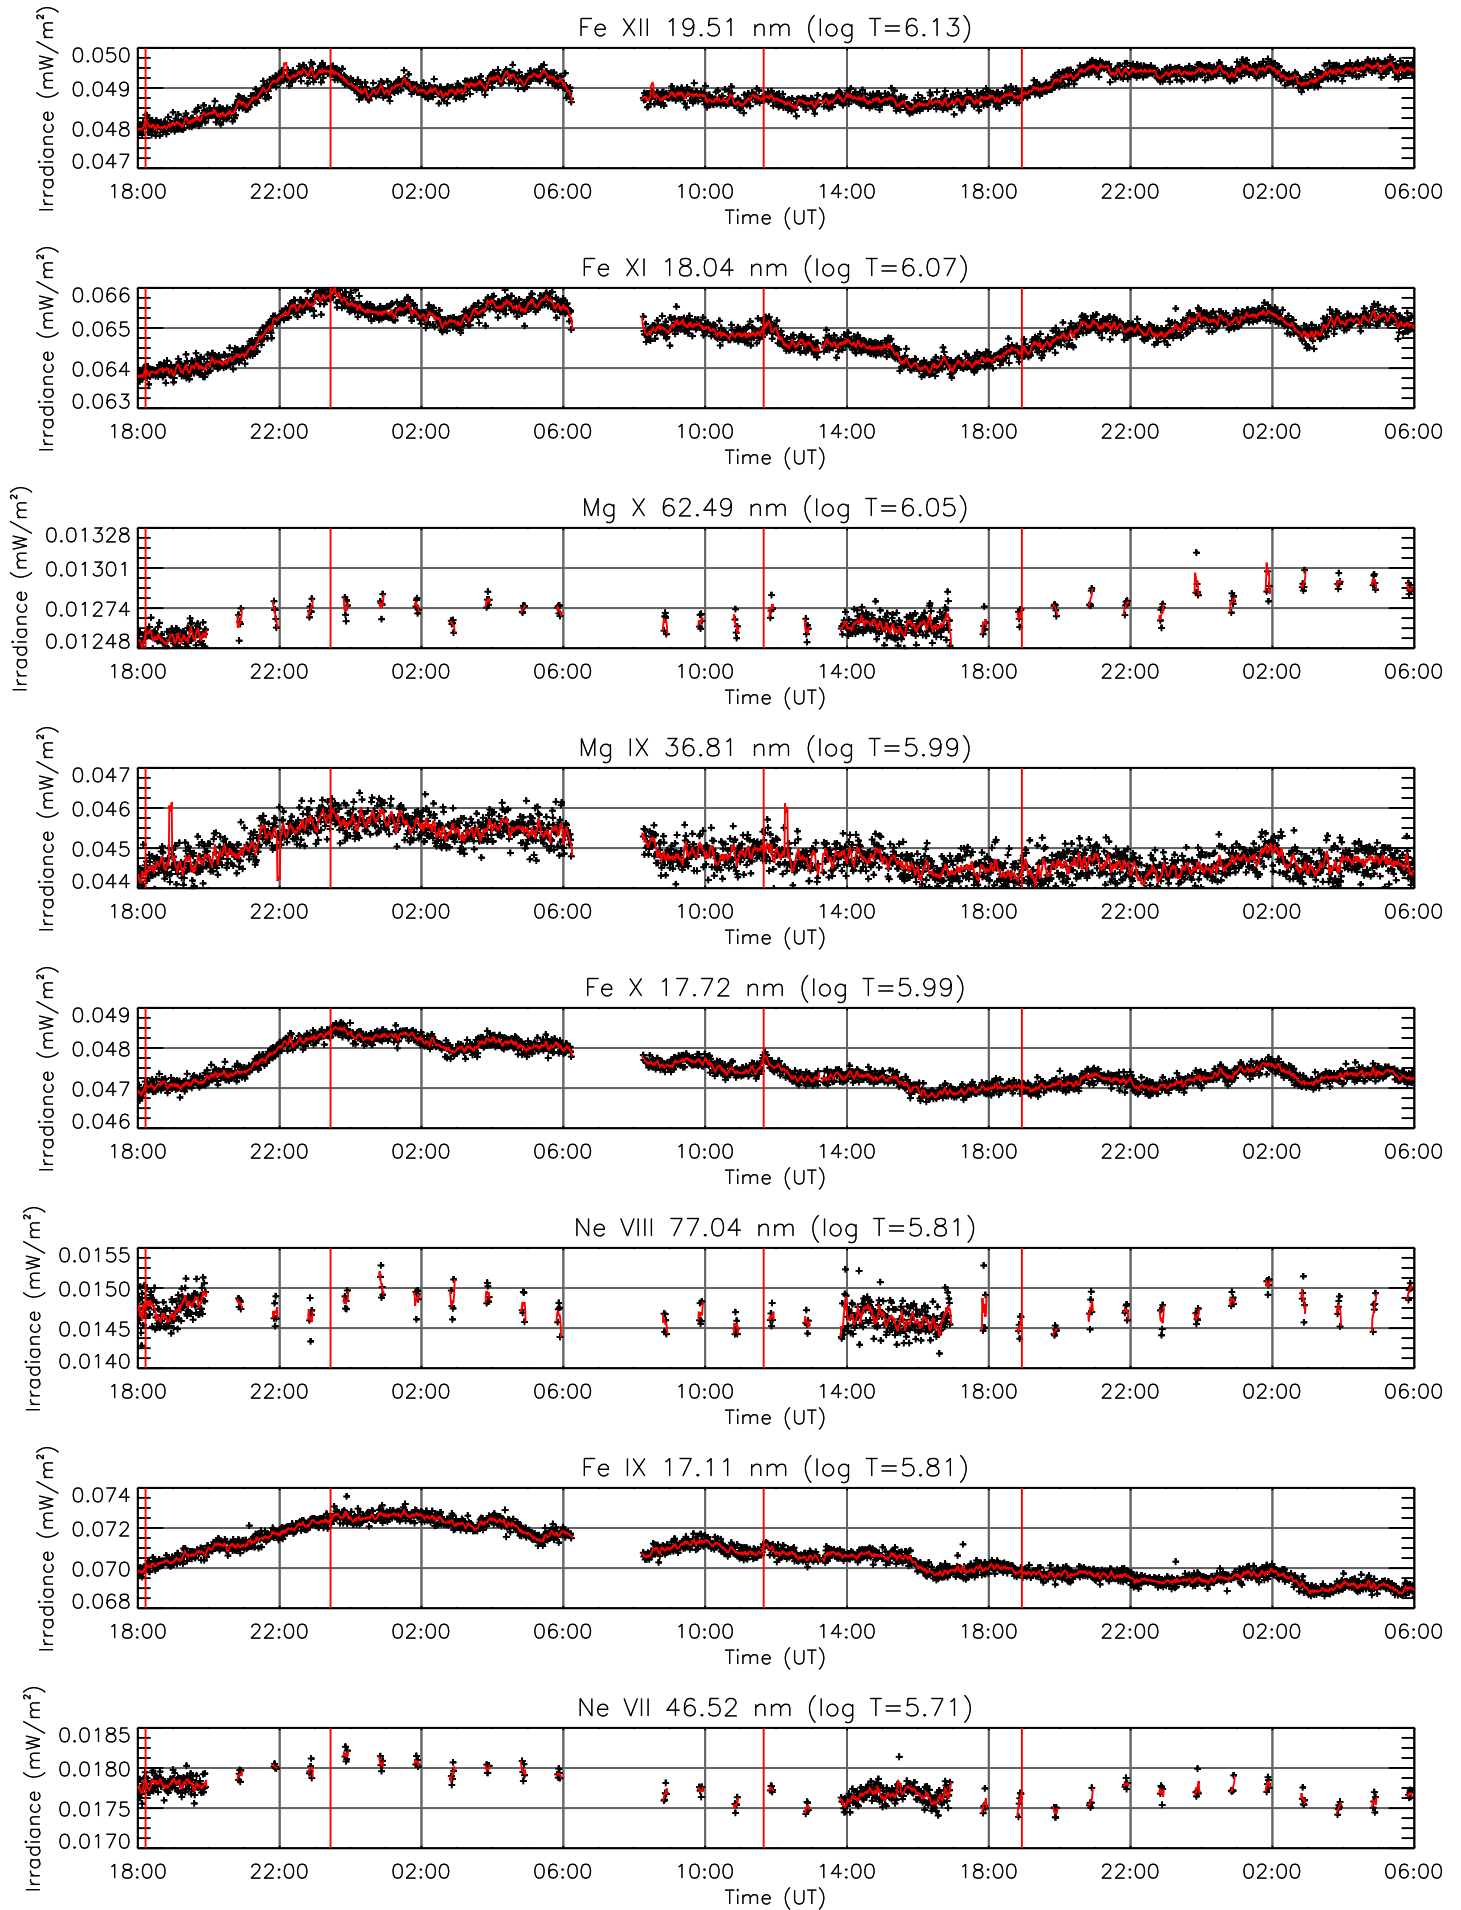 Fe XII 19.51 nm (log T=6.13)
Irradiance (mW/m²)
0.050
0.049
0.048
0.047
18:00 22:00 02:00 06:00 10:00 14:00 18:00 22:00 02:00 06:00
Time (UT)
Fe XI 18.04 nm (log T=6.07)
Irradiance (mW/m²)
0.066
0.065
0.064
0.063
18:00 22:00 02:00 06:00 10:00 14:00 18:00 22:00 02:00 06:00
Time (UT)
Mg X 62.49 nm (log T=6.05)
Irradiance (mW/m²)
0.01328
0.01301
0.01274
0.01248
18:00 22:00 02:00 06:00 10:00 14:00 18:00 22:00 02:00 06:00
Time (UT)
Mg IX 36.81 nm (log T=5.99)
Irradiance (mW/m²)
0.047
0.046
0.045
0.044
18:00 22:00 02:00 06:00 10:00 14:00 18:00 22:00 02:00 06:00
Time (UT)
Fe X 17.72 nm (log T=5.99)
Irradiance (mW/m²)
0.049
0.048
0.047
0.046
18:00 22:00 02:00 06:00 10:00 14:00 18:00 22:00 02:00 06:00
Time (UT)
Ne VIII 77.04 nm (log T=5.81)
Irradiance (mW/m²)
0.0155
0.0150
0.0145
0.0140
18:00 22:00 02:00 06:00 10:00 14:00 18:00 22:00 02:00 06:00
Time (UT)
Fe IX 17.11 nm (log T=5.81)
Irradiance (mW/m²)
0.074
0.072
0.070
0.068
18:00 22:00 02:00 06:00 10:00 14:00 18:00 22:00 02:00 06:00
Time (UT)
Ne VII 46.52 nm (log T=5.71)
Irradiance (mW/m²)
0.0185
0.0180
0.0175
0.0170
18:00 22:00 02:00 06:00 10:00 14:00 18:00 22:00 02:00 06:00
Time (UT)